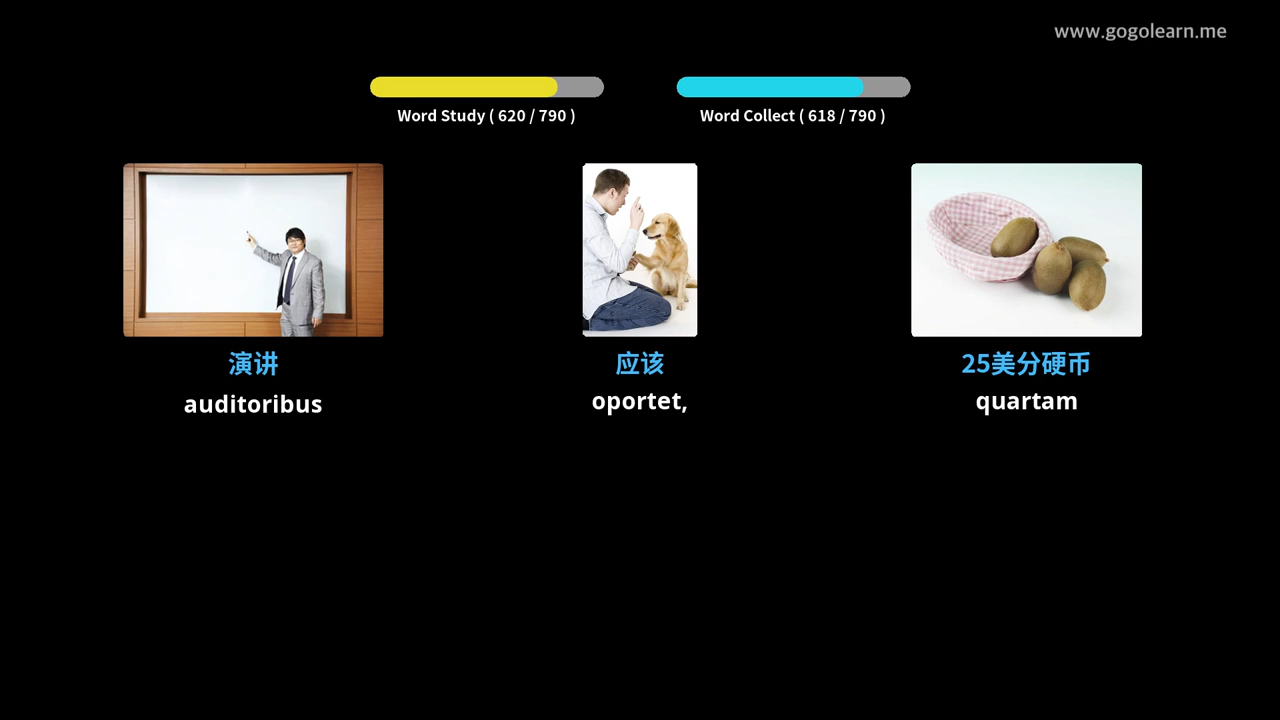 www.gogolearn.me
Word Study ( 620 / 790 )
Word Collect ( 618 / 790 )
演讲
auditoribus
应该
oportet,
25美分硬币
quartam